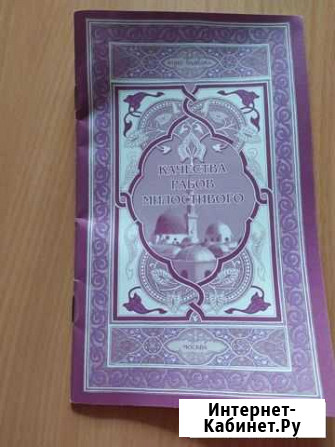 КАЧЕСТВА
РАБОВ
МИЛОСТИВОГО
МОСКВА
Интернет-
Кабинет.Ру